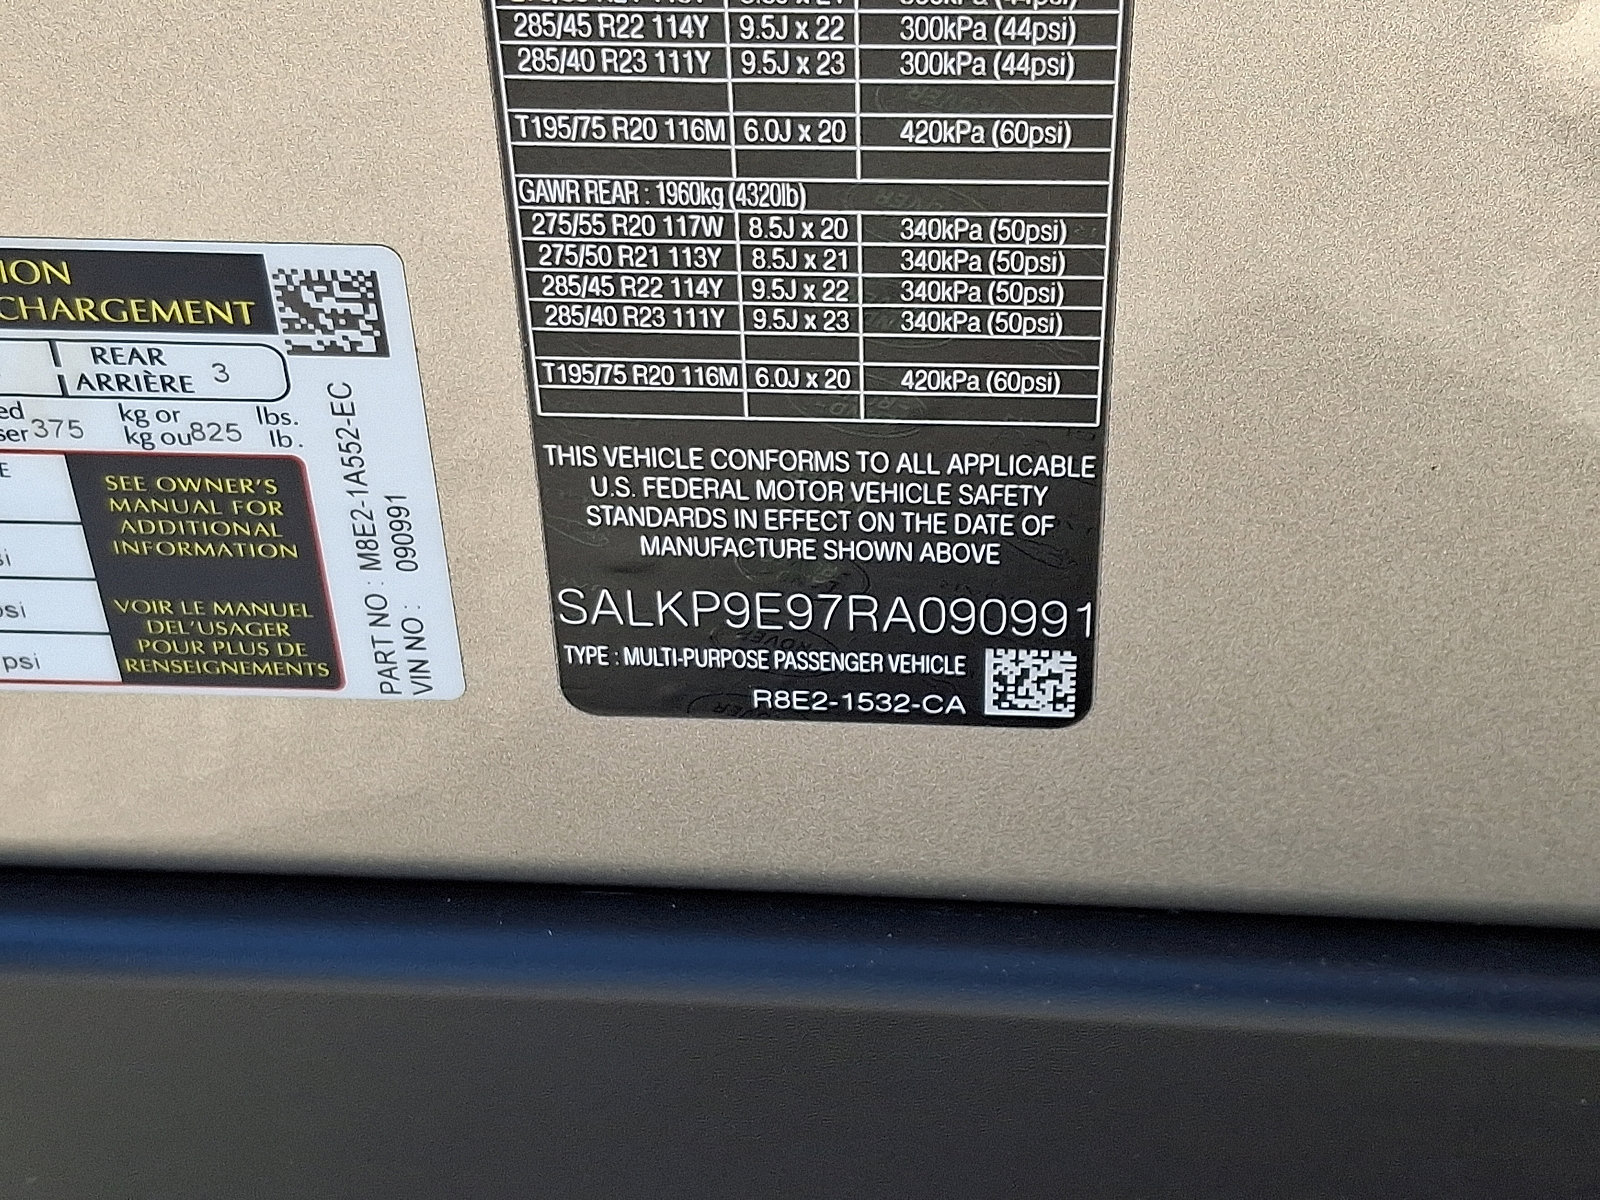 285/45 R22 114Y 9.5J x 22 300kPa (44psi)
285/40 R23 111Y 9.5J x 23 300kPa (44psi)
T195/75 R20 116M 6.0J x 20 420kPa (60psi)
GAWR REAR : 1960kg (4320lb)
275/55 R20 117W 8.5J x 20 340kPa (50psi)
275/50 R21 113Y 8.5J x 21 340kPa (50psi)
285/45 R22 114Y 9.5J x 22 340kPa (50psi)
285/40 R23 111Y 9.5J x 23 340kPa (50psi)
T195/75 R20 116M 6.0J x 20 420kPa (60psi)
THIS VEHICLE CONFORMS TO ALL APPLICABLE
U.S. FEDERAL MOTOR VEHICLE SAFETY
STANDARDS IN EFFECT ON THE DATE OF
MANUFACTURE SHOWN ABOVE
SALKP9E97RA090991
TYPE : MULTI-PURPOSE PASSENGER VEHICLE
R8E2-1532-CA
ION
CHARGEMENT
REAR
ARRIÈRE 3
ed kg or lbs.
ser 375 kg ou 825 lb.
E
SEE OWNER'S
MANUAL FOR
ADDITIONAL
INFORMATION
VOIR LE MANUEL
DEL'USAGER
POUR PLUS DE
RENSEIGNEMENTS
si
psi
psi
PART NO : M8E2-1A552-EC
VIN NO : 090991